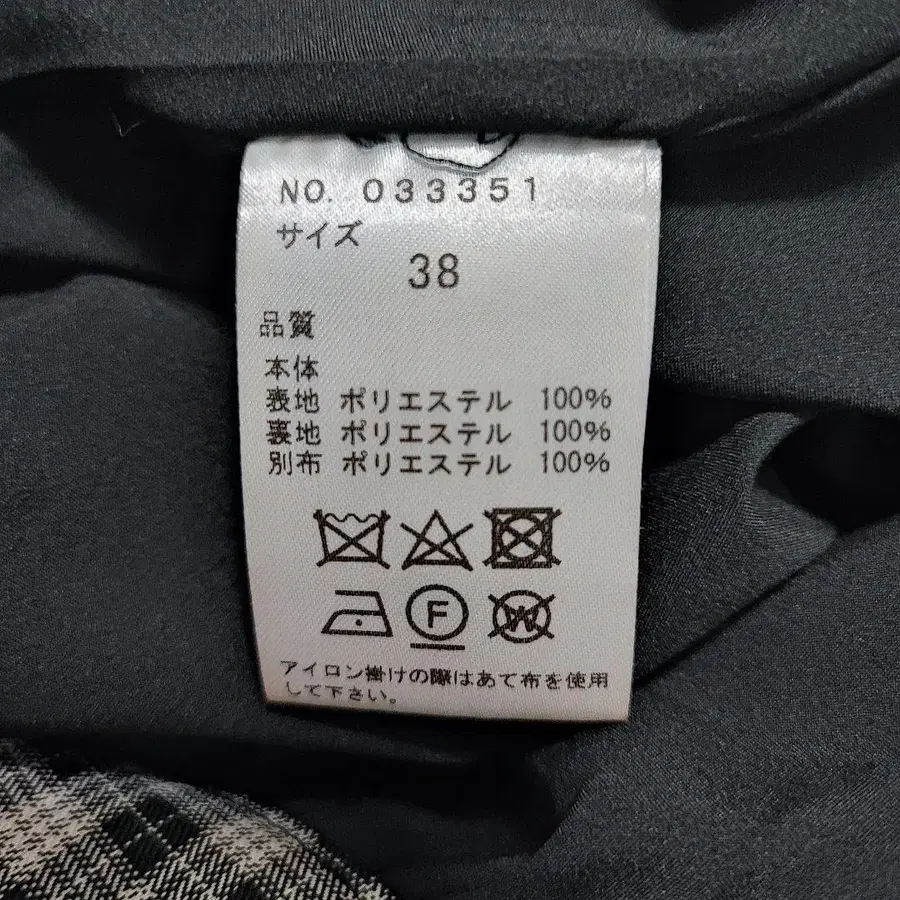 NO. 033351
サイズ
38
品質
本体
表地 ポリエステル 100%
裏地 ポリエステル 100%
別布 ポリエステル 100%
F W
アイロン掛けの際はあて布を使用
して下さい。